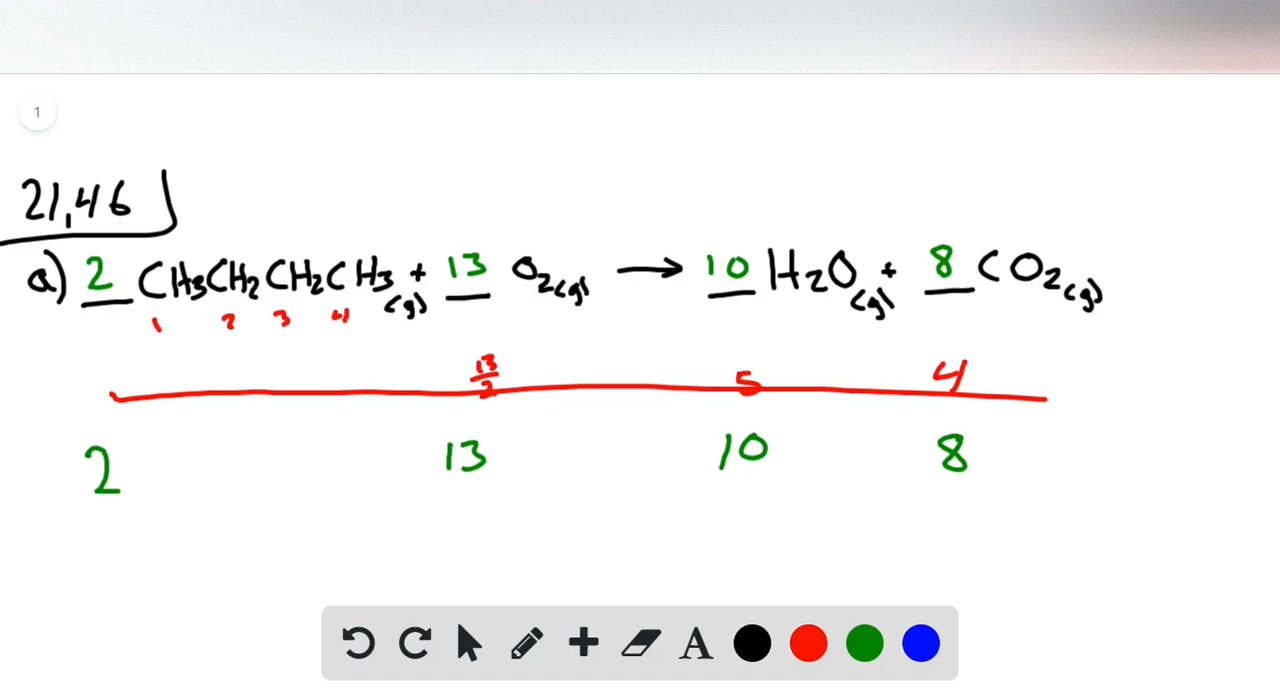 1
21,46
a) 2 CH3CH2CH2CH3(g) + 13 O2(g) → 10 H2O(g) + 8 CO2(g)
1 2 3 4
13/2 5 4
2 13 10 8
A